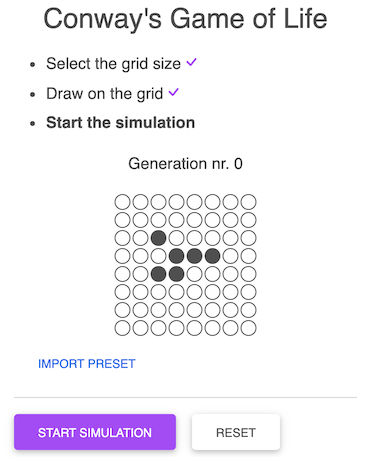 Conway's Game of Life
Select the grid size
Draw on the grid
Start the simulation
Generation nr. 0
IMPORT PRESET
START SIMULATION
RESET